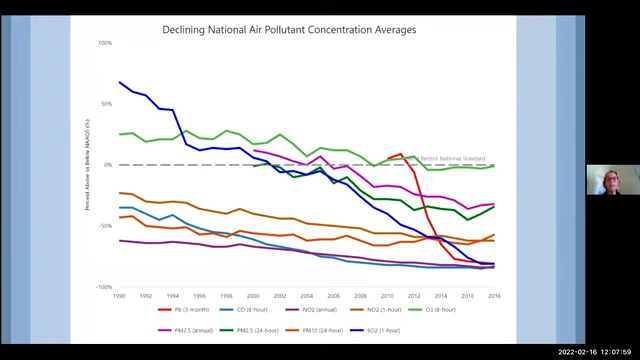 Declining National Air Pollutant Concentration Averages
100%
50%
0%
-50%
-100%
Percent Above or Below NAAQS (%)
Most Recent National Standard
1990 1992 1994 1996 1998 2000 2002 2004 2006 2008 2010 2012 2014 2016 2018
Pb (3-month) CO (8-hour) NO2 (annual) NO2 (1-hour) O3 (8-hour)
PM2.5 (annual) PM2.5 (24-hour) PM10 (24-hour) SO2 (1-hour)
2022-02-16 12:07:59